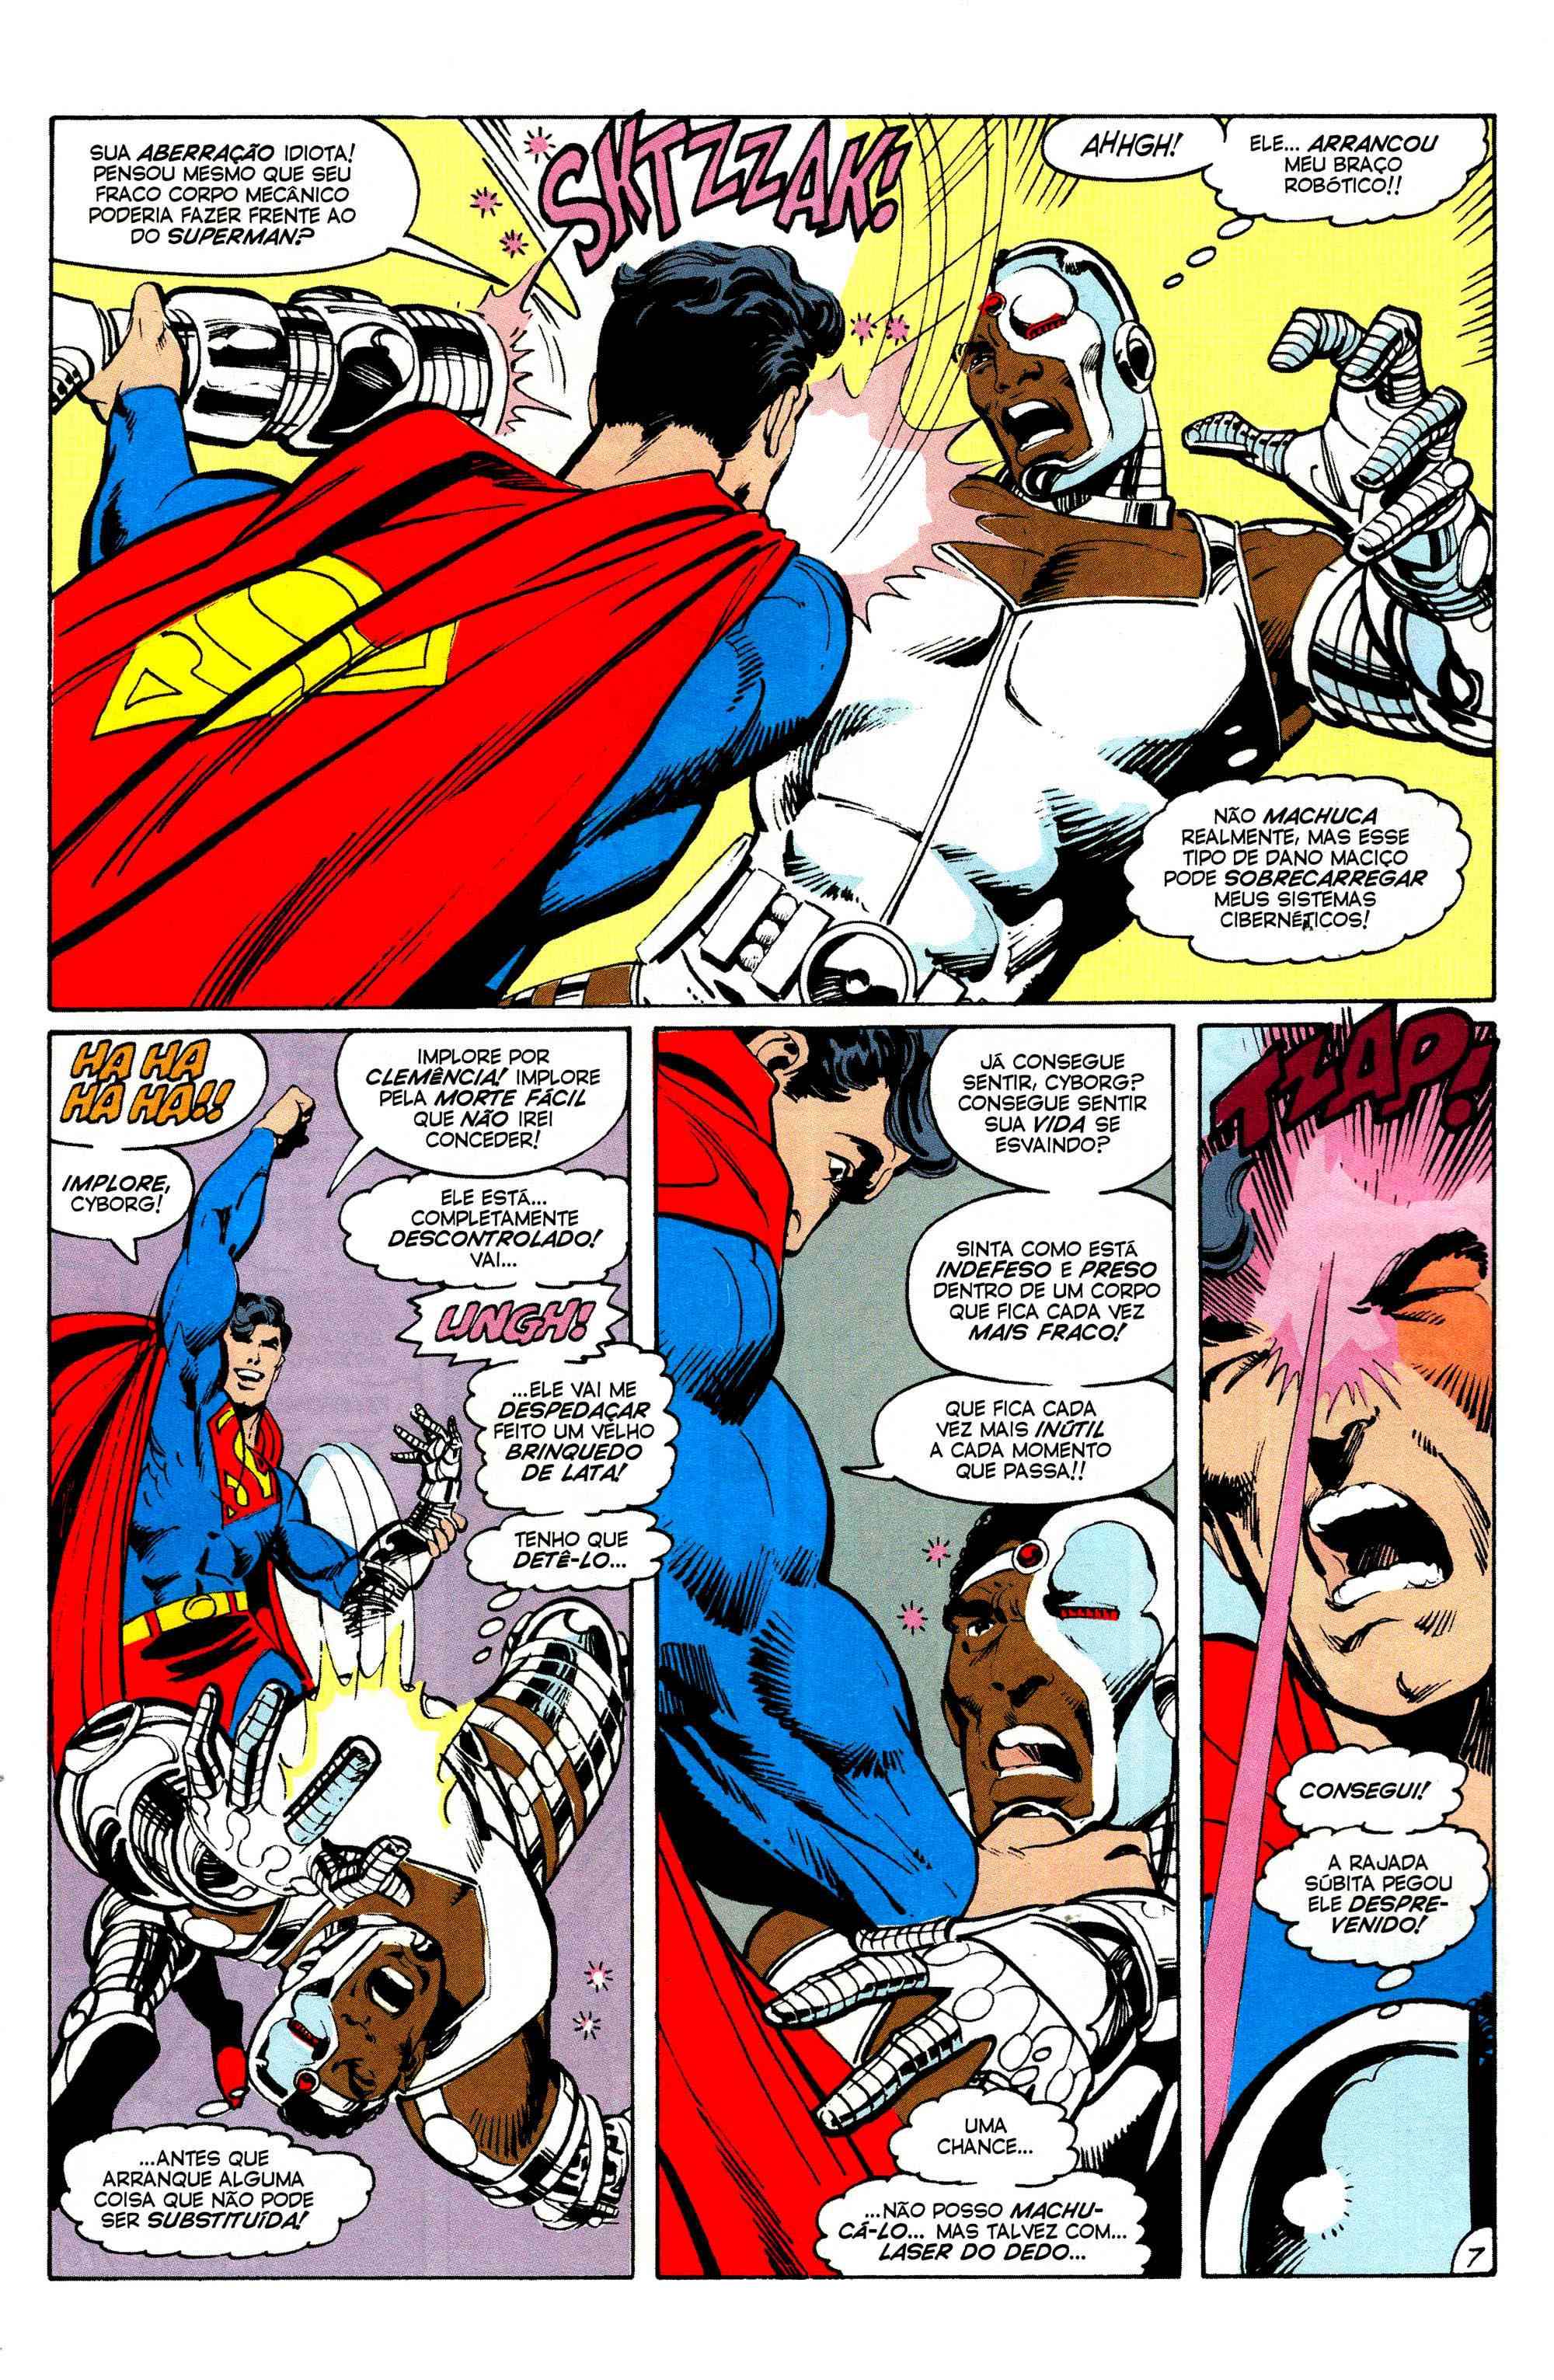 SUA ABERRAÇÃO IDIOTA!
PENSOU MESMO QUE SEU
FRACO CORPO MECÂNICO
PODERIA FAZER FRENTE AO
DO SUPERMAN?
SKTZZAK!
AHHGH!
ELE... ARRANCOU
MEU BRAÇO
ROBÓTICO!!
NÃO MACHUCA
REALMENTE, MAS ESSE
TIPO DE DANO MACIÇO
PODE SOBRECARREGAR
MEUS SISTEMAS
CIBERNÉTICOS!
HA HA
HA HA!!
IMPLORE,
CYBORG!
IMPLORE POR
CLEMÊNCIA! IMPLORE
PELA MORTE FÁCIL
QUE NÃO IREI
CONCEDER!
ELE ESTÁ...
COMPLETAMENTE
DESCONTROLADO!
VAI...
UNGH!
...ELE VAI ME
DESPEDAÇAR
FEITO UM VELHO
BRINQUEDO
DE LATA!
TENHO QUE
DETÊ-LO...
...ANTES QUE
ARRANQUE ALGUMA
COISA QUE NÃO PODE
SER SUBSTITUÍDA!
JÁ CONSEGUE
SENTIR, CYBORG?
CONSEGUE SENTIR
SUA VIDA SE
ESVAINDO?
SINTA COMO ESTÁ
INDEFESO E PRESO
DENTRO DE UM CORPO
QUE FICA CADA VEZ
MAIS FRACO!
QUE FICA CADA
VEZ MAIS INÚTIL
A CADA MOMENTO
QUE PASSA!!
UMA
CHANCE...
...NÃO POSSO MACHU-
CÁ-LO... MAS TALVEZ COM...
LASER DO DEDO...
TZAP!
CONSEGUI!
A RAJADA
SÚBITA PEGOU
ELE DESPRE-
VENIDO!
7